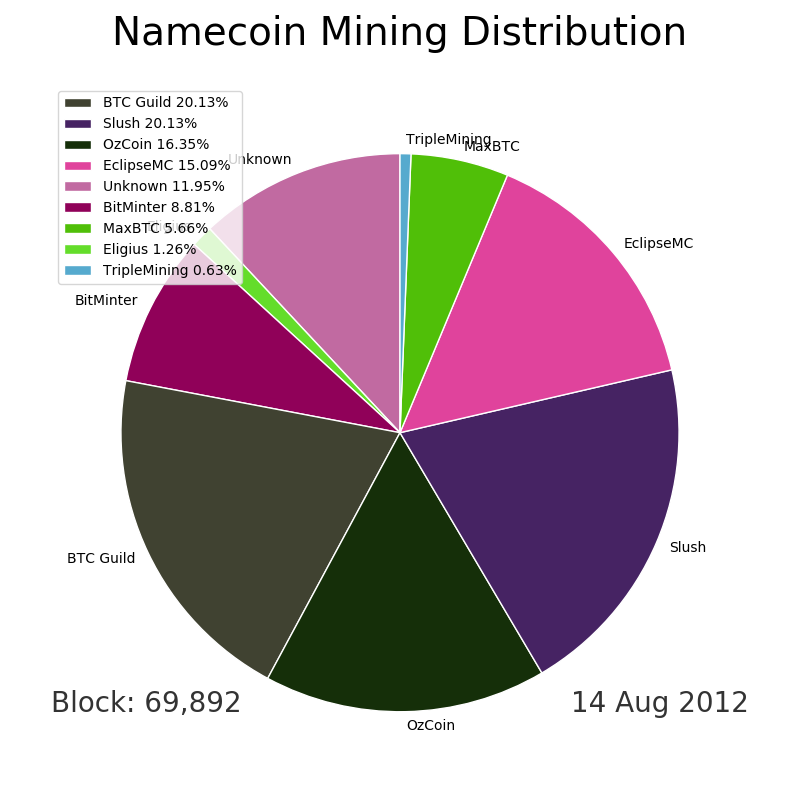 Namecoin Mining Distribution
BTC Guild 20.13%
Slush 20.13%
OzCoin 16.35%
EclipseMC 15.09%
Unknown 11.95%
BitMinter 8.81%
MaxBTC 5.66%
Eligius 1.26%
TripleMining 0.63%
TripleMining
MaxBTC
Unknown
Eligius
EclipseMC
BitMinter
Slush
BTC Guild
OzCoin
Block: 69,892
14 Aug 2012